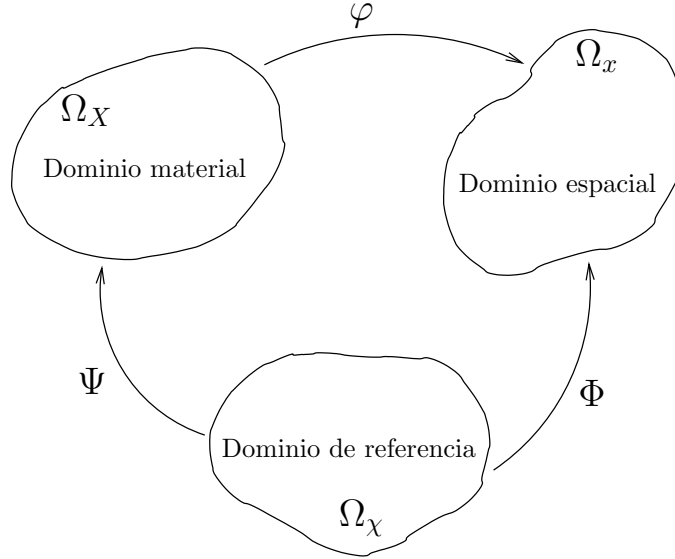 φ
Ω_X
Dominio material
Ω_x
Dominio espacial
Ψ
Φ
Dominio de referencia
Ω_χ